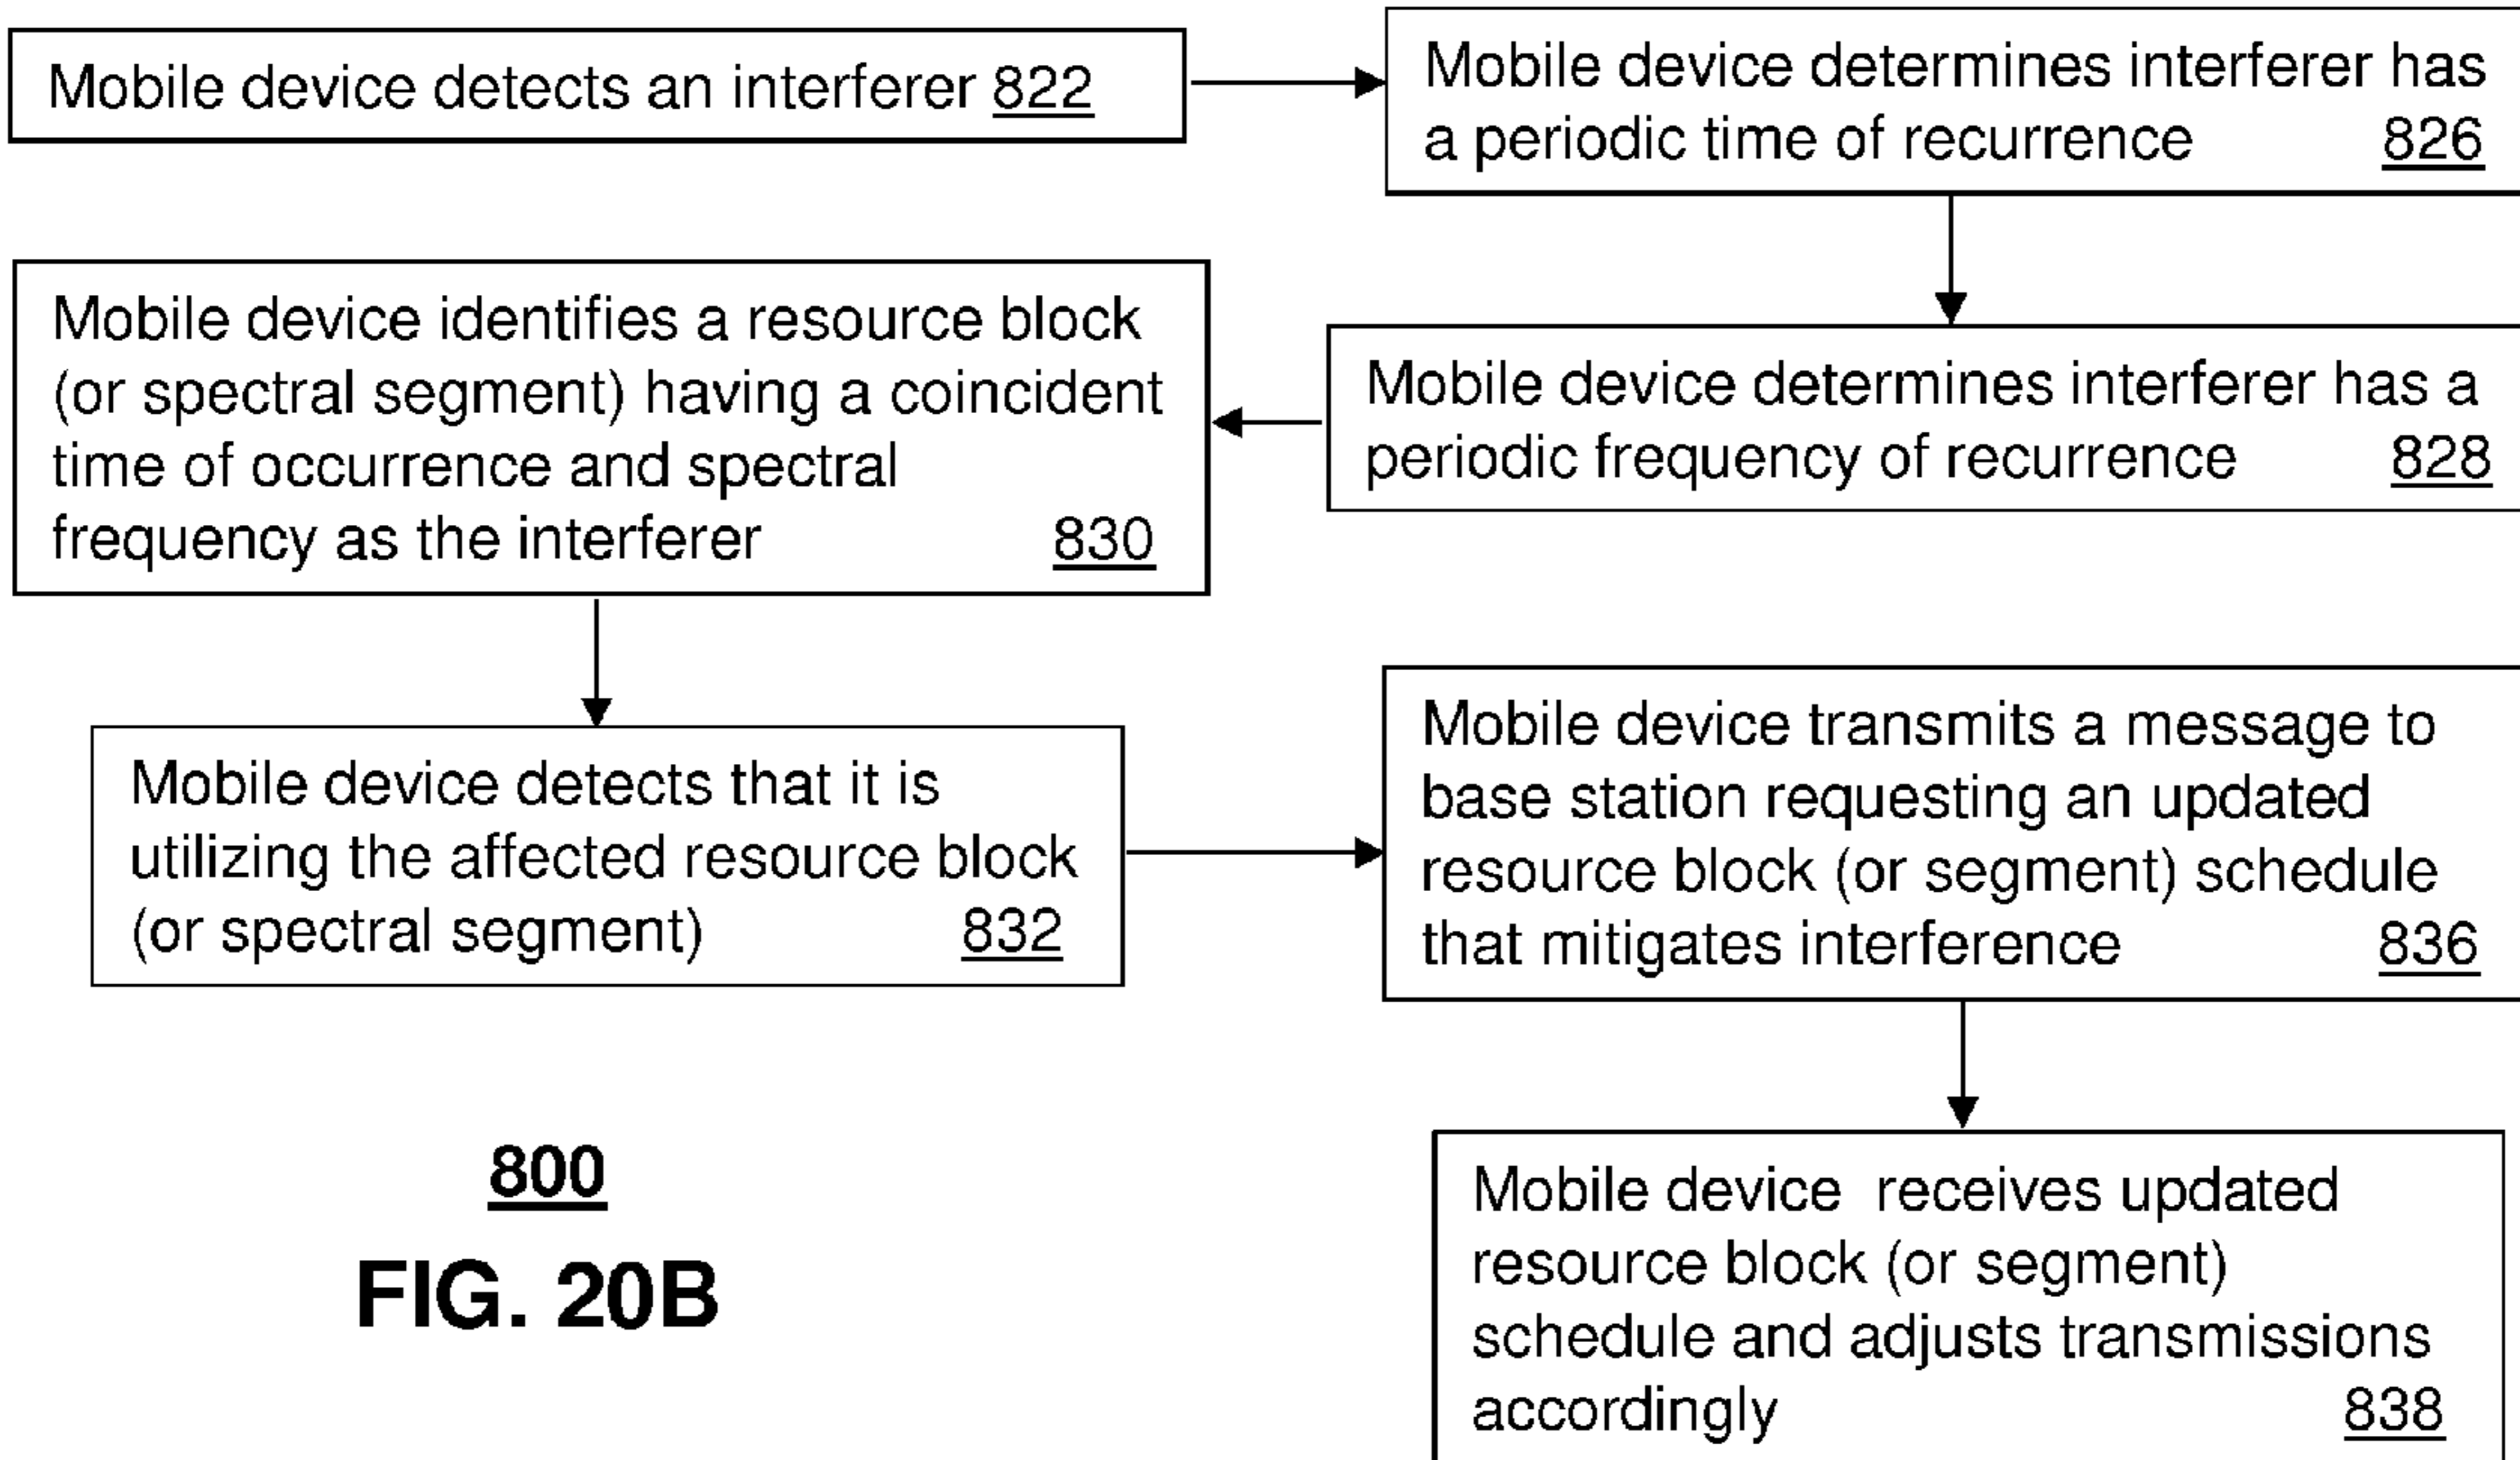 Mobile device detects an interferer 822
Mobile device determines interferer has
a periodic time of recurrence 826
Mobile device determines interferer has a
periodic frequency of recurrence 828
Mobile device identifies a resource block
(or spectral segment) having a coincident
time of occurrence and spectral
frequency as the interferer 830
Mobile device detects that it is
utilizing the affected resource block
(or spectral segment) 832
Mobile device transmits a message to
base station requesting an updated
resource block (or segment) schedule
that mitigates interference 836
Mobile device receives updated
resource block (or segment)
schedule and adjusts transmissions
accordingly 838
800
FIG. 20B